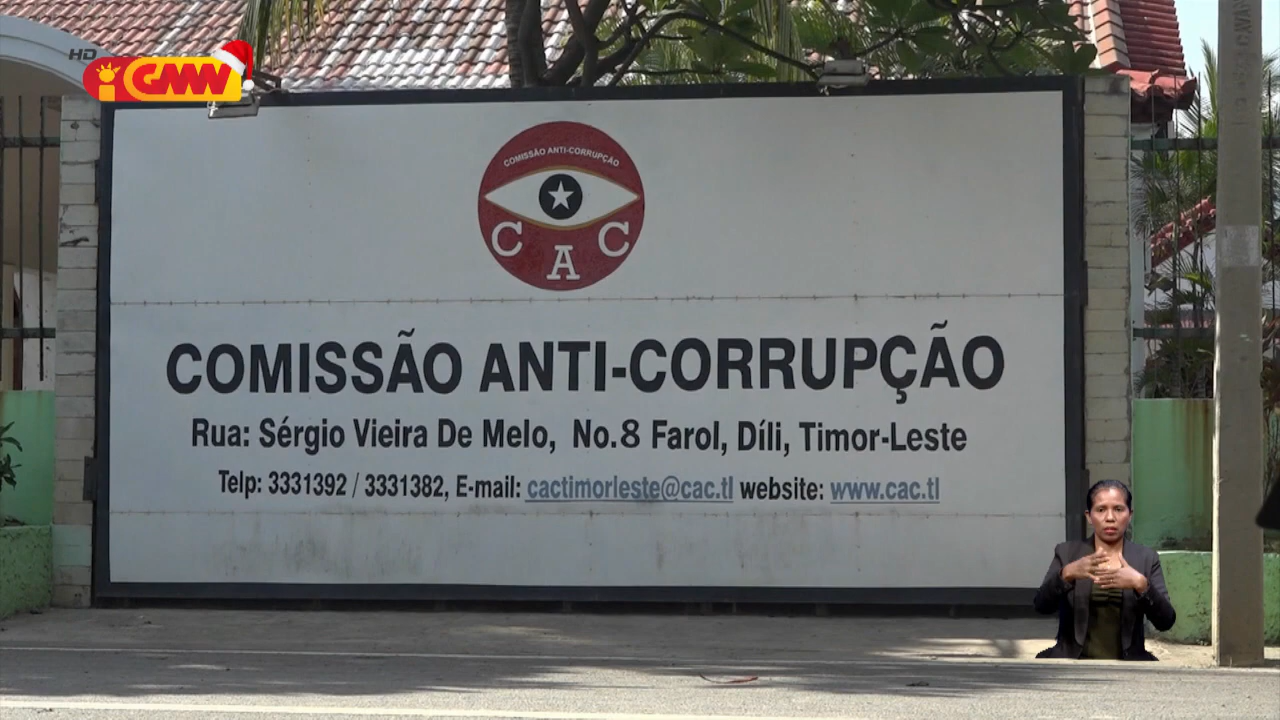 HD
GMN
COMISSÃO ANTI-CORRUPÇÃO
C A C
COMISSÃO ANTI-CORRUPÇÃO
Rua: Sérgio Vieira De Melo, No.8 Farol, Díli, Timor-Leste
Telp: 3331392 / 3331382, E-mail: cactimorleste@cac.tl website: www.cac.tl